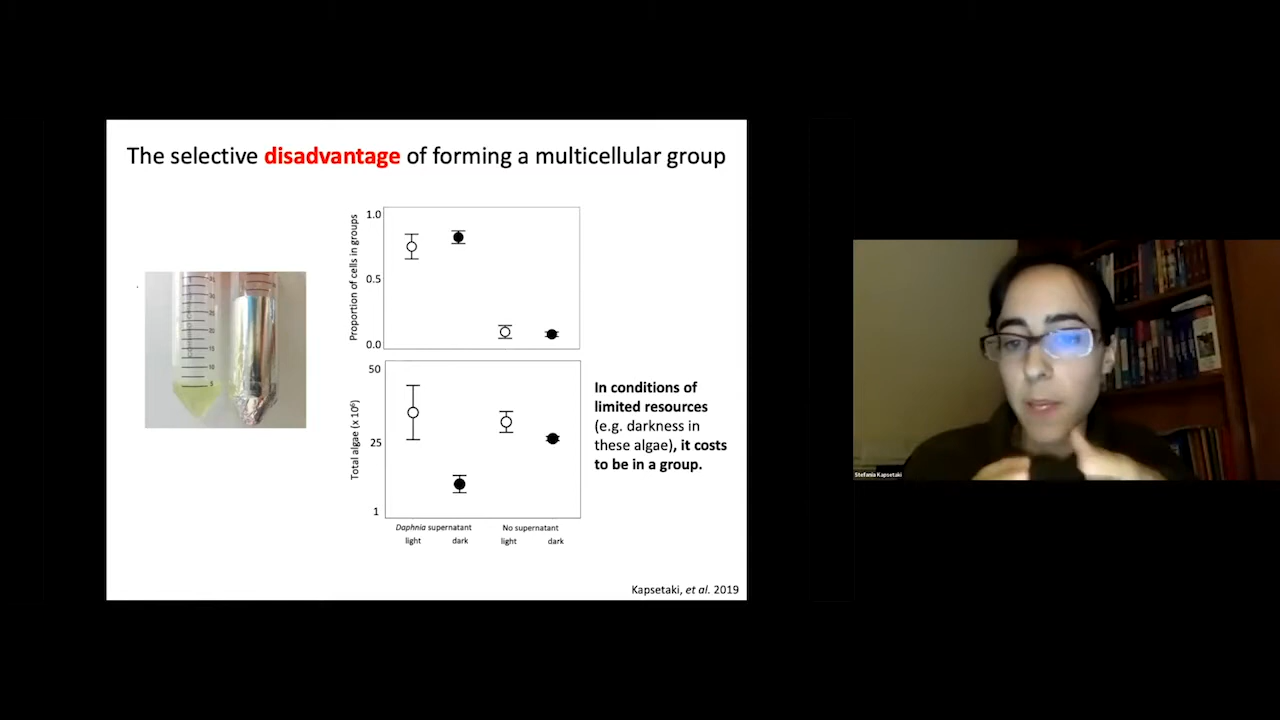 The selective disadvantage of forming a multicellular group
Proportion of cells in groups
1.0
0.5
0.0
Total algae (x 10⁶)
50
25
1
Daphnia supernatant
No supernatant
light
dark
light
dark
In conditions of
limited resources
(e.g. darkness in
these algae), it costs
to be in a group.
Kapsetaki, et al. 2019
Stefania Kapsetaki